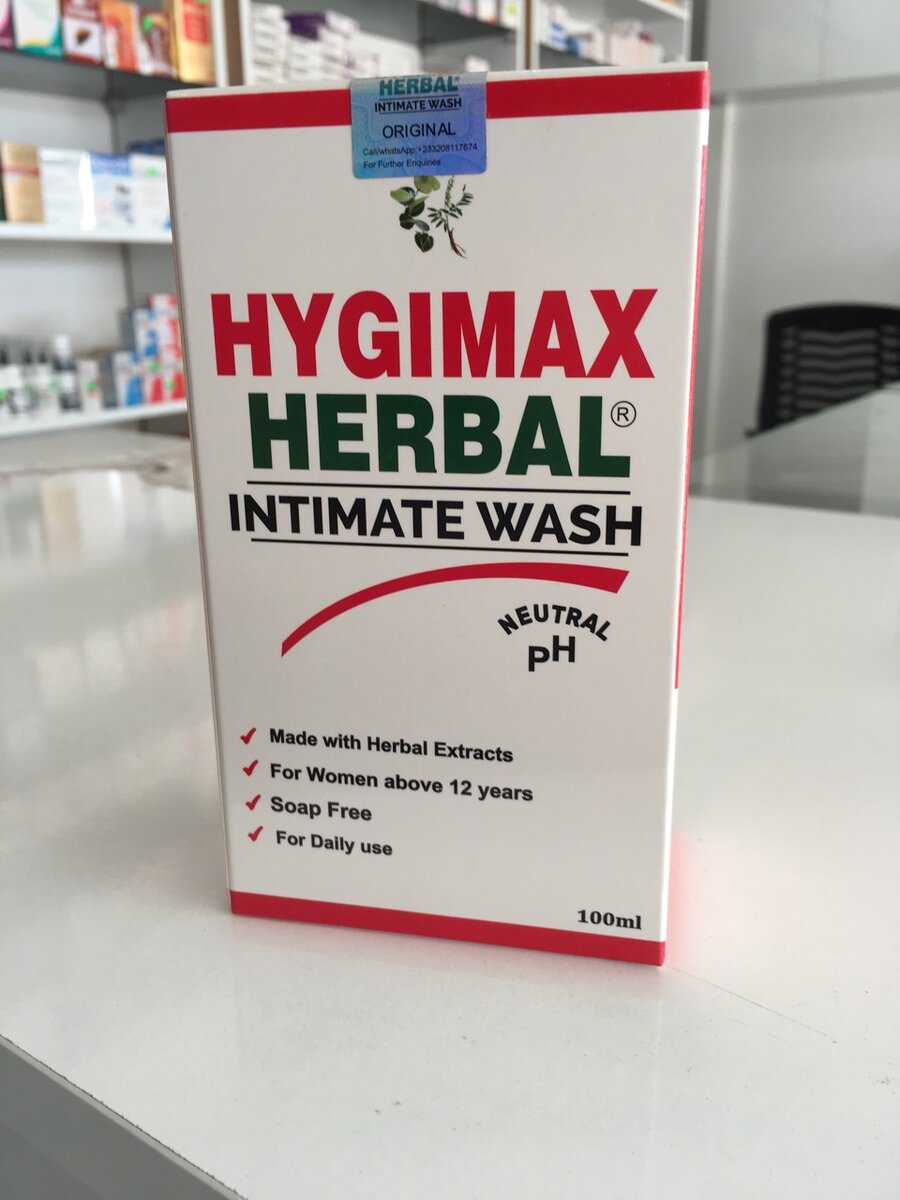 HERBAL
INTIMATE WASH
ORIGINAL
Call/whatsApp:+233208117674
For Further Enquiries
HYGIMAX
HERBAL®
INTIMATE WASH
NEUTRAL
pH
Made with Herbal Extracts
For Women above 12 years
Soap Free
For Daily use
100ml